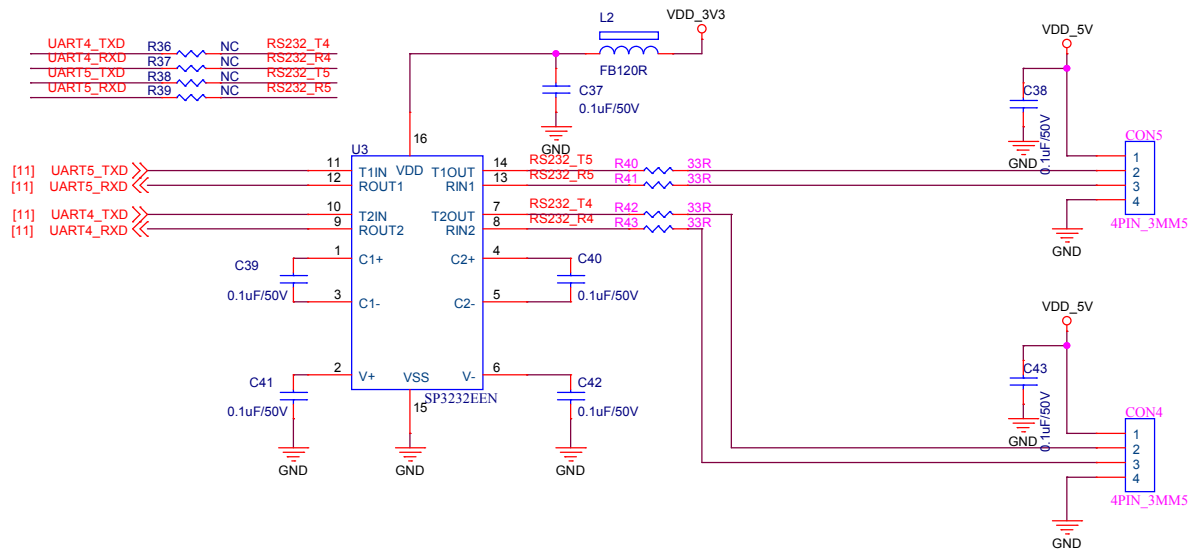 UART4_TXD R36 NC RS232_T4
UART4_RXD R37 NC RS232_R4
UART5_TXD R38 NC RS232_T5
UART5_RXD R39 NC RS232_R5
L2
VDD_3V3
FB120R
C37
0.1uF/50V
GND
VDD_5V
C38
0.1uF/50V
GND
CON5
1
2
3
4
4PIN_3MM5
GND
U3
16
VDD
[11] UART5_TXD 11 T1IN T1OUT 14 RS232_T5 R40 33R
[11] UART5_RXD 12 ROUT1 RIN1 13 RS232_R5 R41 33R
[11] UART4_TXD 10 T2IN T2OUT 7 RS232_T4 R42 33R
[11] UART4_RXD 9 ROUT2 RIN2 8 RS232_R4 R43 33R
1 C1+ C2+ 4
C39
0.1uF/50V
C40
0.1uF/50V
3 C1- C2- 5
2 V+ VSS V- 6
C41
0.1uF/50V
GND
15
SP3232EEN
GND
C42
0.1uF/50V
GND
VDD_5V
C43
0.1uF/50V
GND
CON4
1
2
3
4
4PIN_3MM5
GND